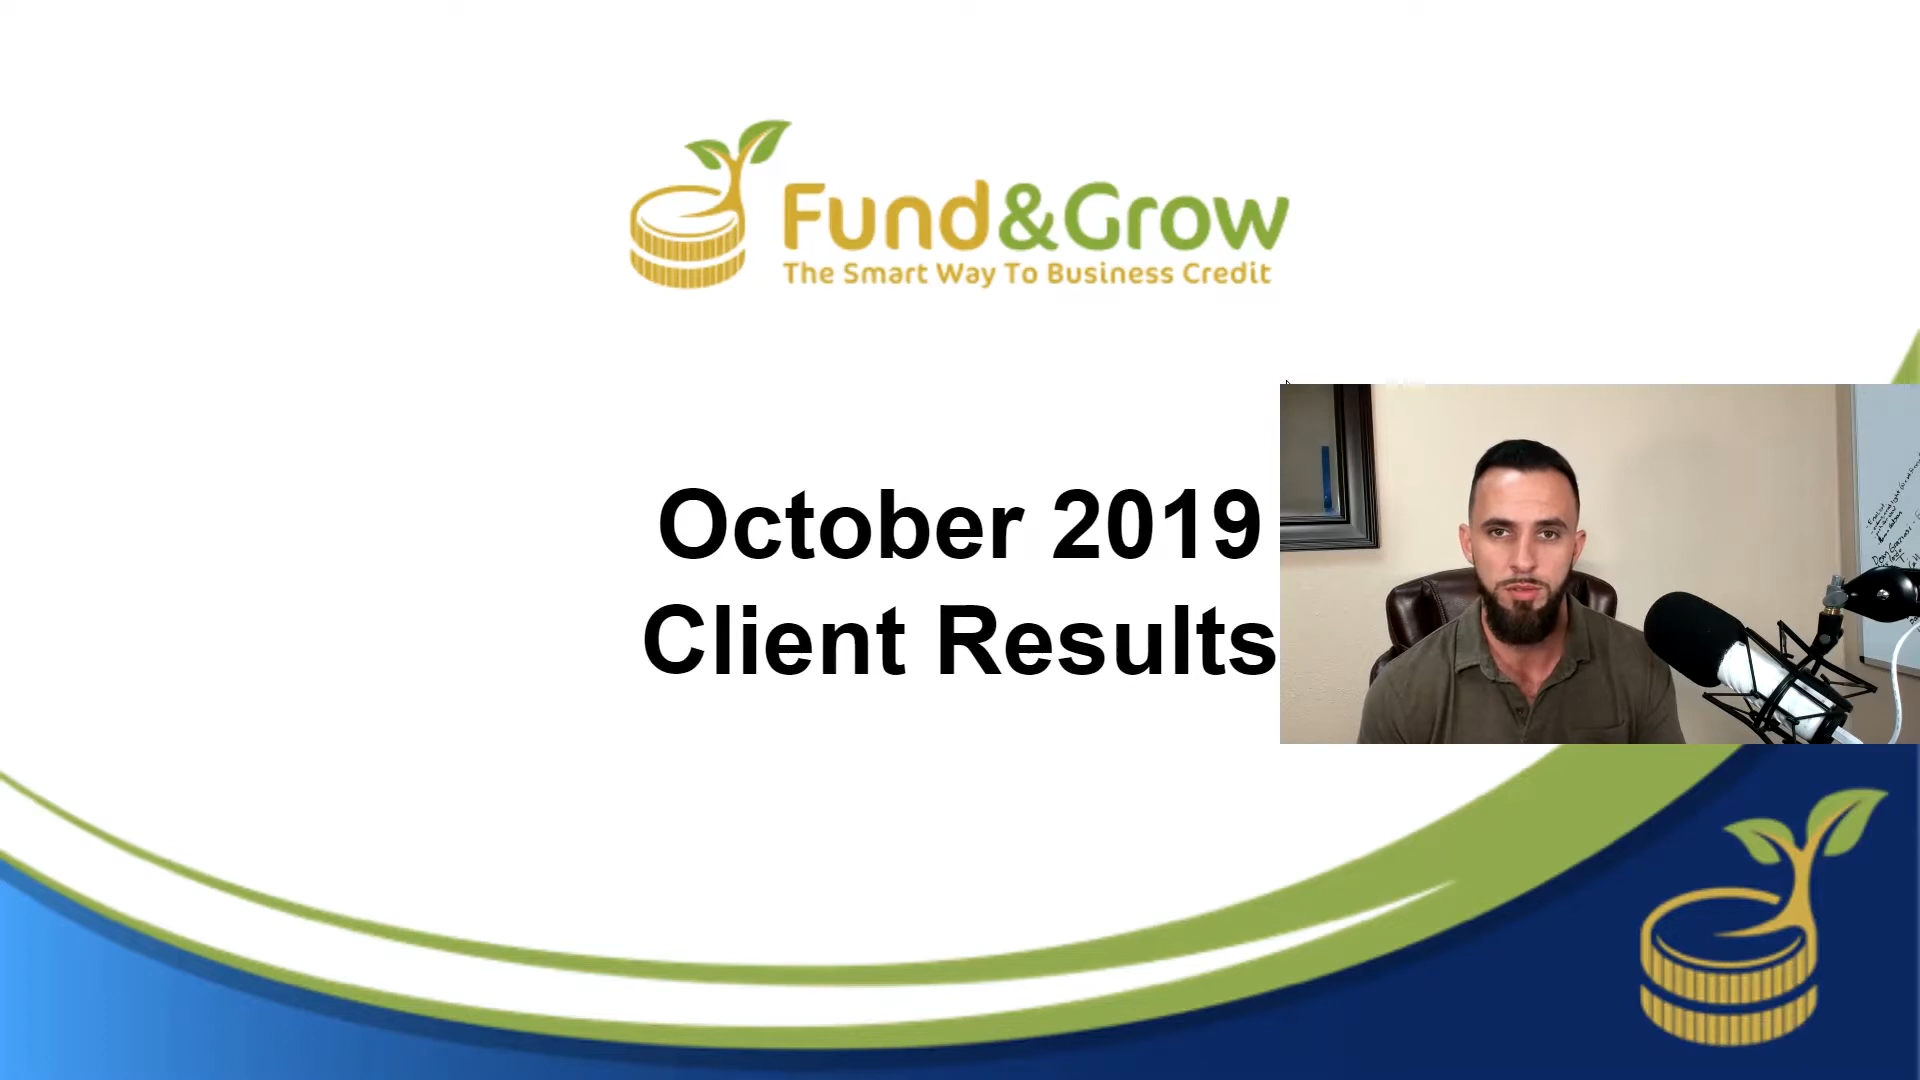 Fund&Grow
The Smart Way To Business Credit
October 2019
Client Results